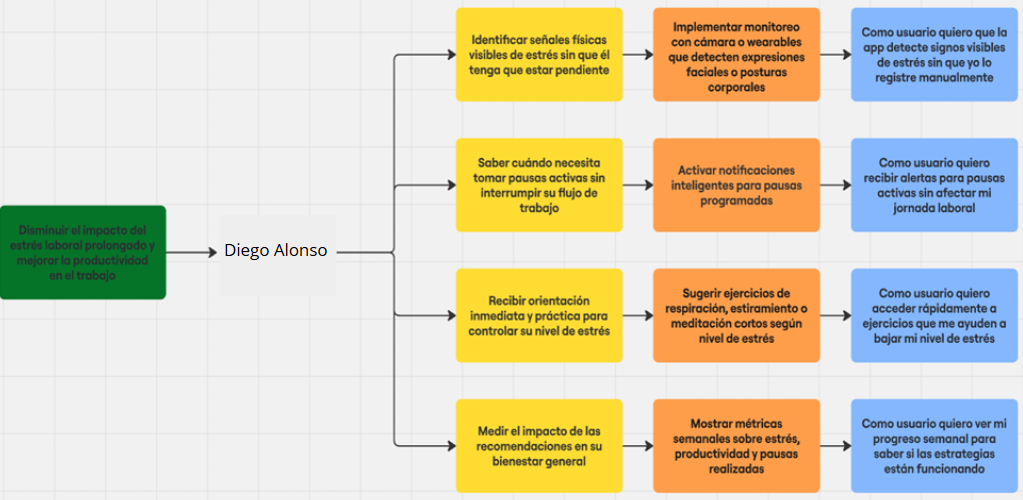 Disminuir el impacto del
estrés laboral prolongado y
mejorar la productividad
en el trabajo
Diego Alonso
Identificar señales físicas
visibles de estrés sin que él
tenga que estar pendiente
Implementar monitoreo
con cámara o wearables
que detecten expresiones
faciales o posturas
corporales
Como usuario quiero que la
app detecte signos visibles
de estrés sin que yo lo
registre manualmente
Saber cuándo necesita
tomar pausas activas sin
interrumpir su flujo de
trabajo
Activar notificaciones
inteligentes para pausas
programadas
Como usuario quiero
recibir alertas para pausas
activas sin afectar mi
jornada laboral
Recibir orientación
inmediata y práctica para
controlar su nivel de estrés
Sugerir ejercicios de
respiración, estiramiento o
meditación cortos según
nivel de estrés
Como usuario quiero
acceder rápidamente a
ejercicios que me ayuden a
bajar mi nivel de estrés
Medir el impacto de las
recomendaciones en su
bienestar general
Mostrar métricas
semanales sobre estrés,
productividad y pausas
realizadas
Como usuario quiero ver mi
progreso semanal para
saber si las estrategias
están funcionando